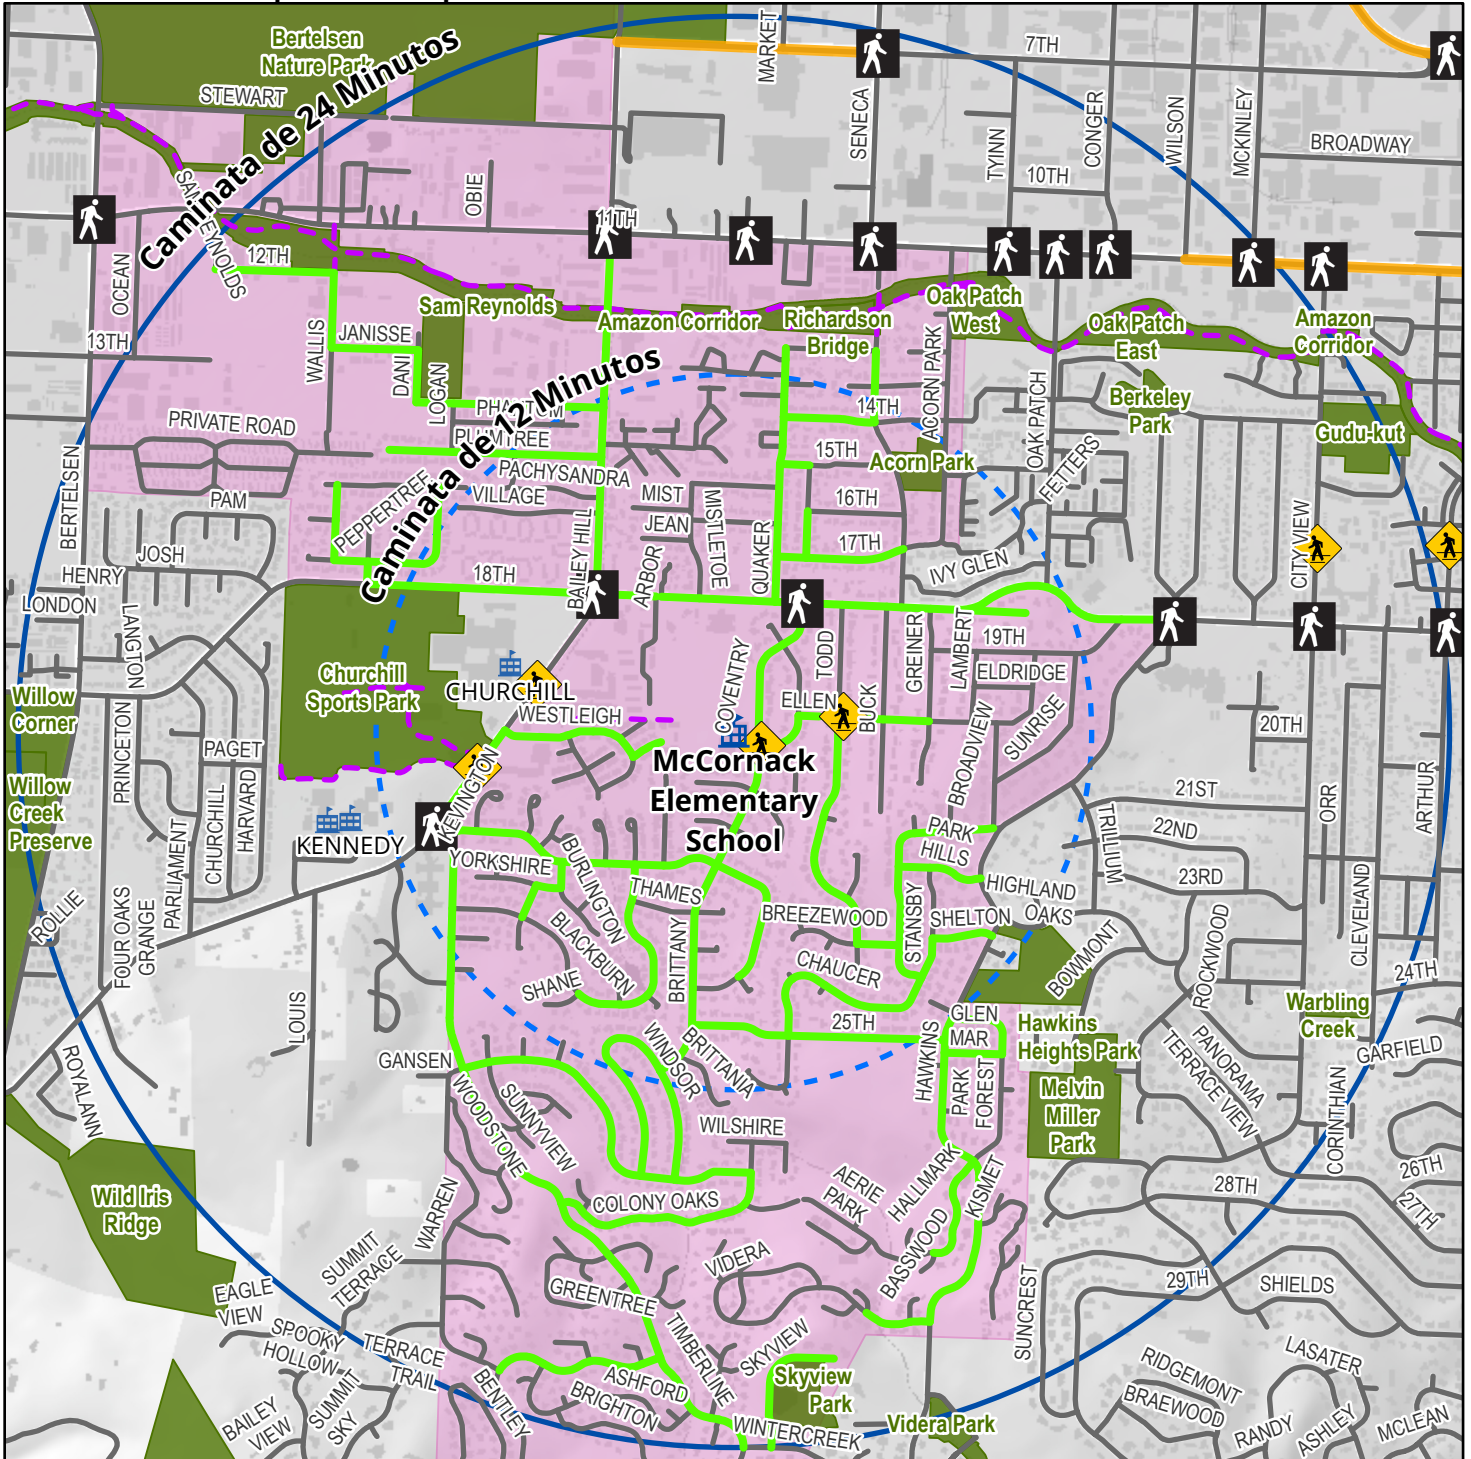 Bertelsen
Nature Park
STEWART
MARKET
7TH
SENECA
TYINN
CONGER
WILSON
MCKINLEY
BROADWAY
10TH
Caminata de 24 Minutos
OBIE
11TH
12TH
OCEAN
13TH
WALLIS
JANISSE
DANI
LOGAN
Sam Reynolds
Amazon Corridor
Richardson
Bridge
Oak Patch
West
Oak Patch
East
Amazon
Corridor
Caminata de 12 Minutos
ACORN PARK
OAK PATCH
Berkeley
Park
Gudu-kut
PRIVATE ROAD
PLUMTREE
PACHYSANDRA
VILLAGE
PEPPERTREE
14TH
15TH
16TH
17TH
Acorn Park
FETTERS
BERTELSEN
PAM
JOSH
HENRY
LONDON
LANGTON
MIST
JEAN
MISTLETOE
QUAKER
BAILEY HILL
ARBOR
18TH
IVY GLEN
CITY VIEW
Churchill
Sports Park
CHURCHILL
WESTLEIGH
COVENTRY
TODD
ELLEN
BUCK
GREINER
LAMBERT
19TH
ELDRIDGE
SUNRISE
BROADVIEW
20TH
Willow
Corner
Willow
Creek
Preserve
PRINCETON
PAGET
CHURCHILL
HARVARD
PARLIAMENT
FOUR OAKS
GRANGE
ROLLIE
KENNEDY
McCornack
Elementary
School
21ST
22ND
23RD
TRILLIUM
ORR
ARTHUR
CLEVELAND
YORKSHIRE
BURLINGTON
THAMES
BLACKBURN
SHANE
BRITTANY
BREEZEWOOD
CHAUCER
STANSBY
PARK
HILLS
HIGHLAND
OAKS
SHELTON
BOWMONT
ROCKWOOD
24TH
25TH
LOUIS
GANSEN
WOODSTONE
SUNNYVIEW
WINDSOR
BRITTANIA
HAWKINS
GLEN
MAR
PARK
FOREST
Hawkins
Heights Park
Melvin
Miller
Park
Warbling
Creek
PANORAMA
TERRACE VIEW
GARFIELD
CORINTHIAN
ROYALANN
Wild Iris
Ridge
WILSHIRE
COLONY OAKS
AERIE
PARK
HALLMARK
KISMET
BASSWOOD
26TH
27TH
28TH
29TH
SHIELDS
WARREN
SUMMIT
TERRACE
EAGLE
VIEW
SPOOKY
HOLLOW
TERRACE
TRAIL
BAILEY
VIEW
SUMMIT
SKY
BENTLEY
GREENTREE
TIMBERLINE
VIDERA
SKYVIEW
ASHFORD
BRIGHTON
WINTERCREEK
Skyview
Park
Videra Park
SUNCREST
RIDGEMONT
BRAEWOOD
LASATER
RANDY
ASHLEY
MCLEAN